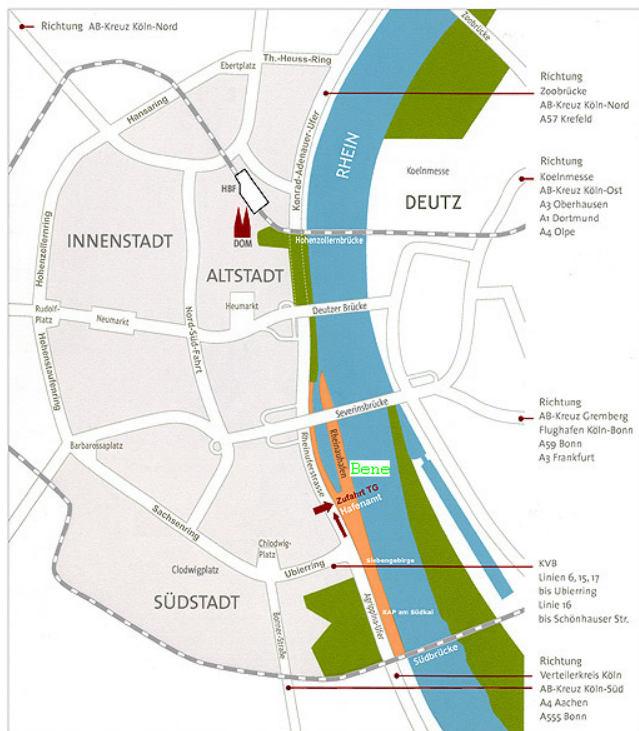 Richtung AB-Kreuz Köln-Nord
Zoobrücke
Th.-Heuss-Ring
Ebertplatz
Hansaring
Konrad-Adenauer-Ufer
RHEIN
Richtung
Zoobrücke
AB-Kreuz Köln-Nord
A57 Krefeld
Koelnmesse
DEUTZ
Richtung
Koelnmesse
AB-Kreuz Köln-Ost
A3 Oberhausen
A1 Dortmund
A4 Olpe
HBF
DOM
Hohenzollernbrücke
INNENSTADT
ALTSTADT
Hohenzollernring
Heumarkt
Deutzer Brücke
Rudolf-
Platz
Neumarkt
Nord-Süd-Fahrt
Hohenstaufenring
Severinsbrücke
Richtung
AB-Kreuz Gremberg
Flughafen Köln-Bonn
A59 Bonn
A3 Frankfurt
Barbarossaplatz
Rheinuferstrasse
Rheinauhafen
Bene
Zufahrt TG
Hafenamt
Sachsenring
Chlodwig-
Platz
Clodwigplatz
Ubierring
Siebengebirge
KVB
Linien 6, 15, 17
bis Ubierring
Linie 16
bis Schönhauser Str.
SÜDSTADT
Bonner-Straße
Agrippina-Ufer
KAP am Südkai
Südbrücke
Richtung
Verteilerkreis Köln
AB-Kreuz Köln-Süd
A4 Aachen
A555 Bonn